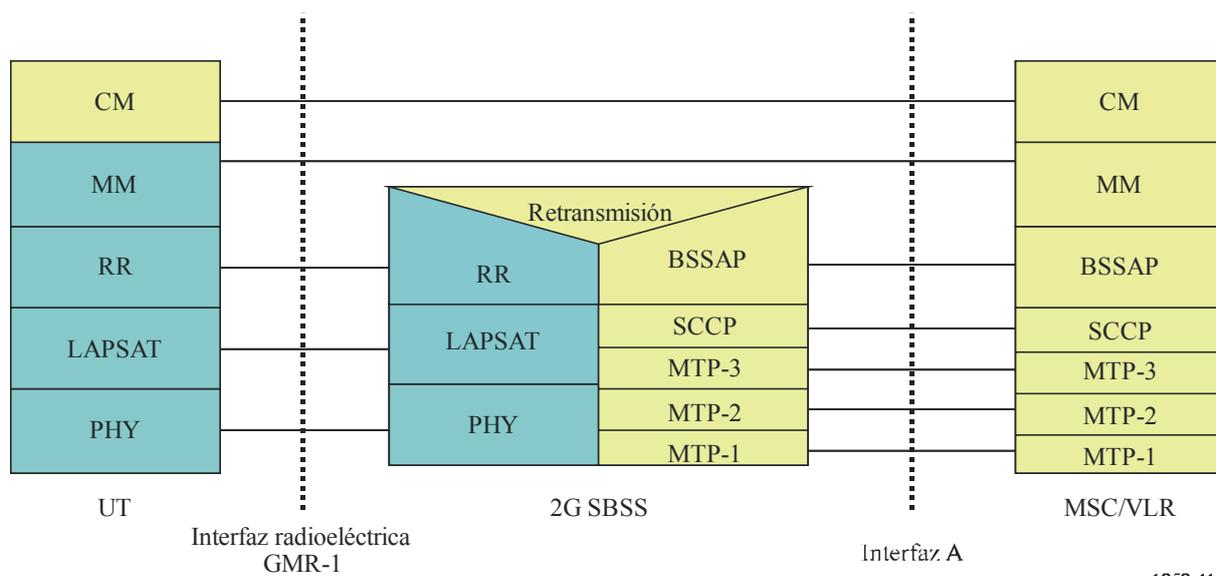 CM
MM
RR
LAPSAT
PHY
UT
Interfaz radioeléctrica
GMR-1
Retransmisión
RR
LAPSAT
PHY
BSSAP
SCCP
MTP-3
MTP-2
MTP-1
2G SBSS
Interfaz A
CM
MM
BSSAP
SCCP
MTP-3
MTP-2
MTP-1
MSC/VLR